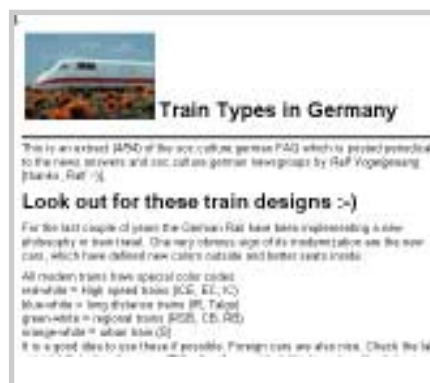 Train Types in Germany
This is an extract (4/94) of the soc.culture.german FAQ which is posted periodical
to the news.answers and soc.culture.german newsgroups by Ralf Vogelgesang
[thanks, Ralf :-)].
Look out for these train designs :-)
For the last couple of years the German Rail have been implementing a new
philosophy in train travel. One very obvious sign of its modernization are the new
cars, which have defined new colors outside and better seats inside.
All modern trains have special color codes
red-white = High speed trains (ICE, EC, IC)
blue-white = long distance trains (IR, Talgo)
green-white = regional trains (RSB, CB, RB)
orange-white = urban train (S)
It is a good idea to use these if possible. Foreign cars are also nice. Check the